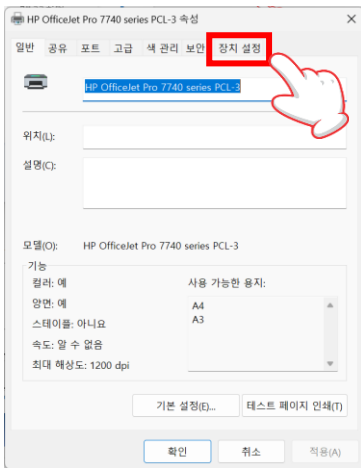 HP OfficeJet Pro 7740 series PCL-3 속성
일반 공유 포트 고급 색 관리 보안 장치 설정
HP OfficeJet Pro 7740 series PCL-3
위치(L):
설명(C):
모델(O): HP OfficeJet Pro 7740 series PCL-3
기능
컬러: 예 사용 가능한 용지:
양면: 예 A4
스테이플: 아니요 A3
속도: 알 수 없음
최대 해상도: 1200 dpi
기본 설정(E)... 테스트 페이지 인쇄(T)
확인 취소 적용(A)